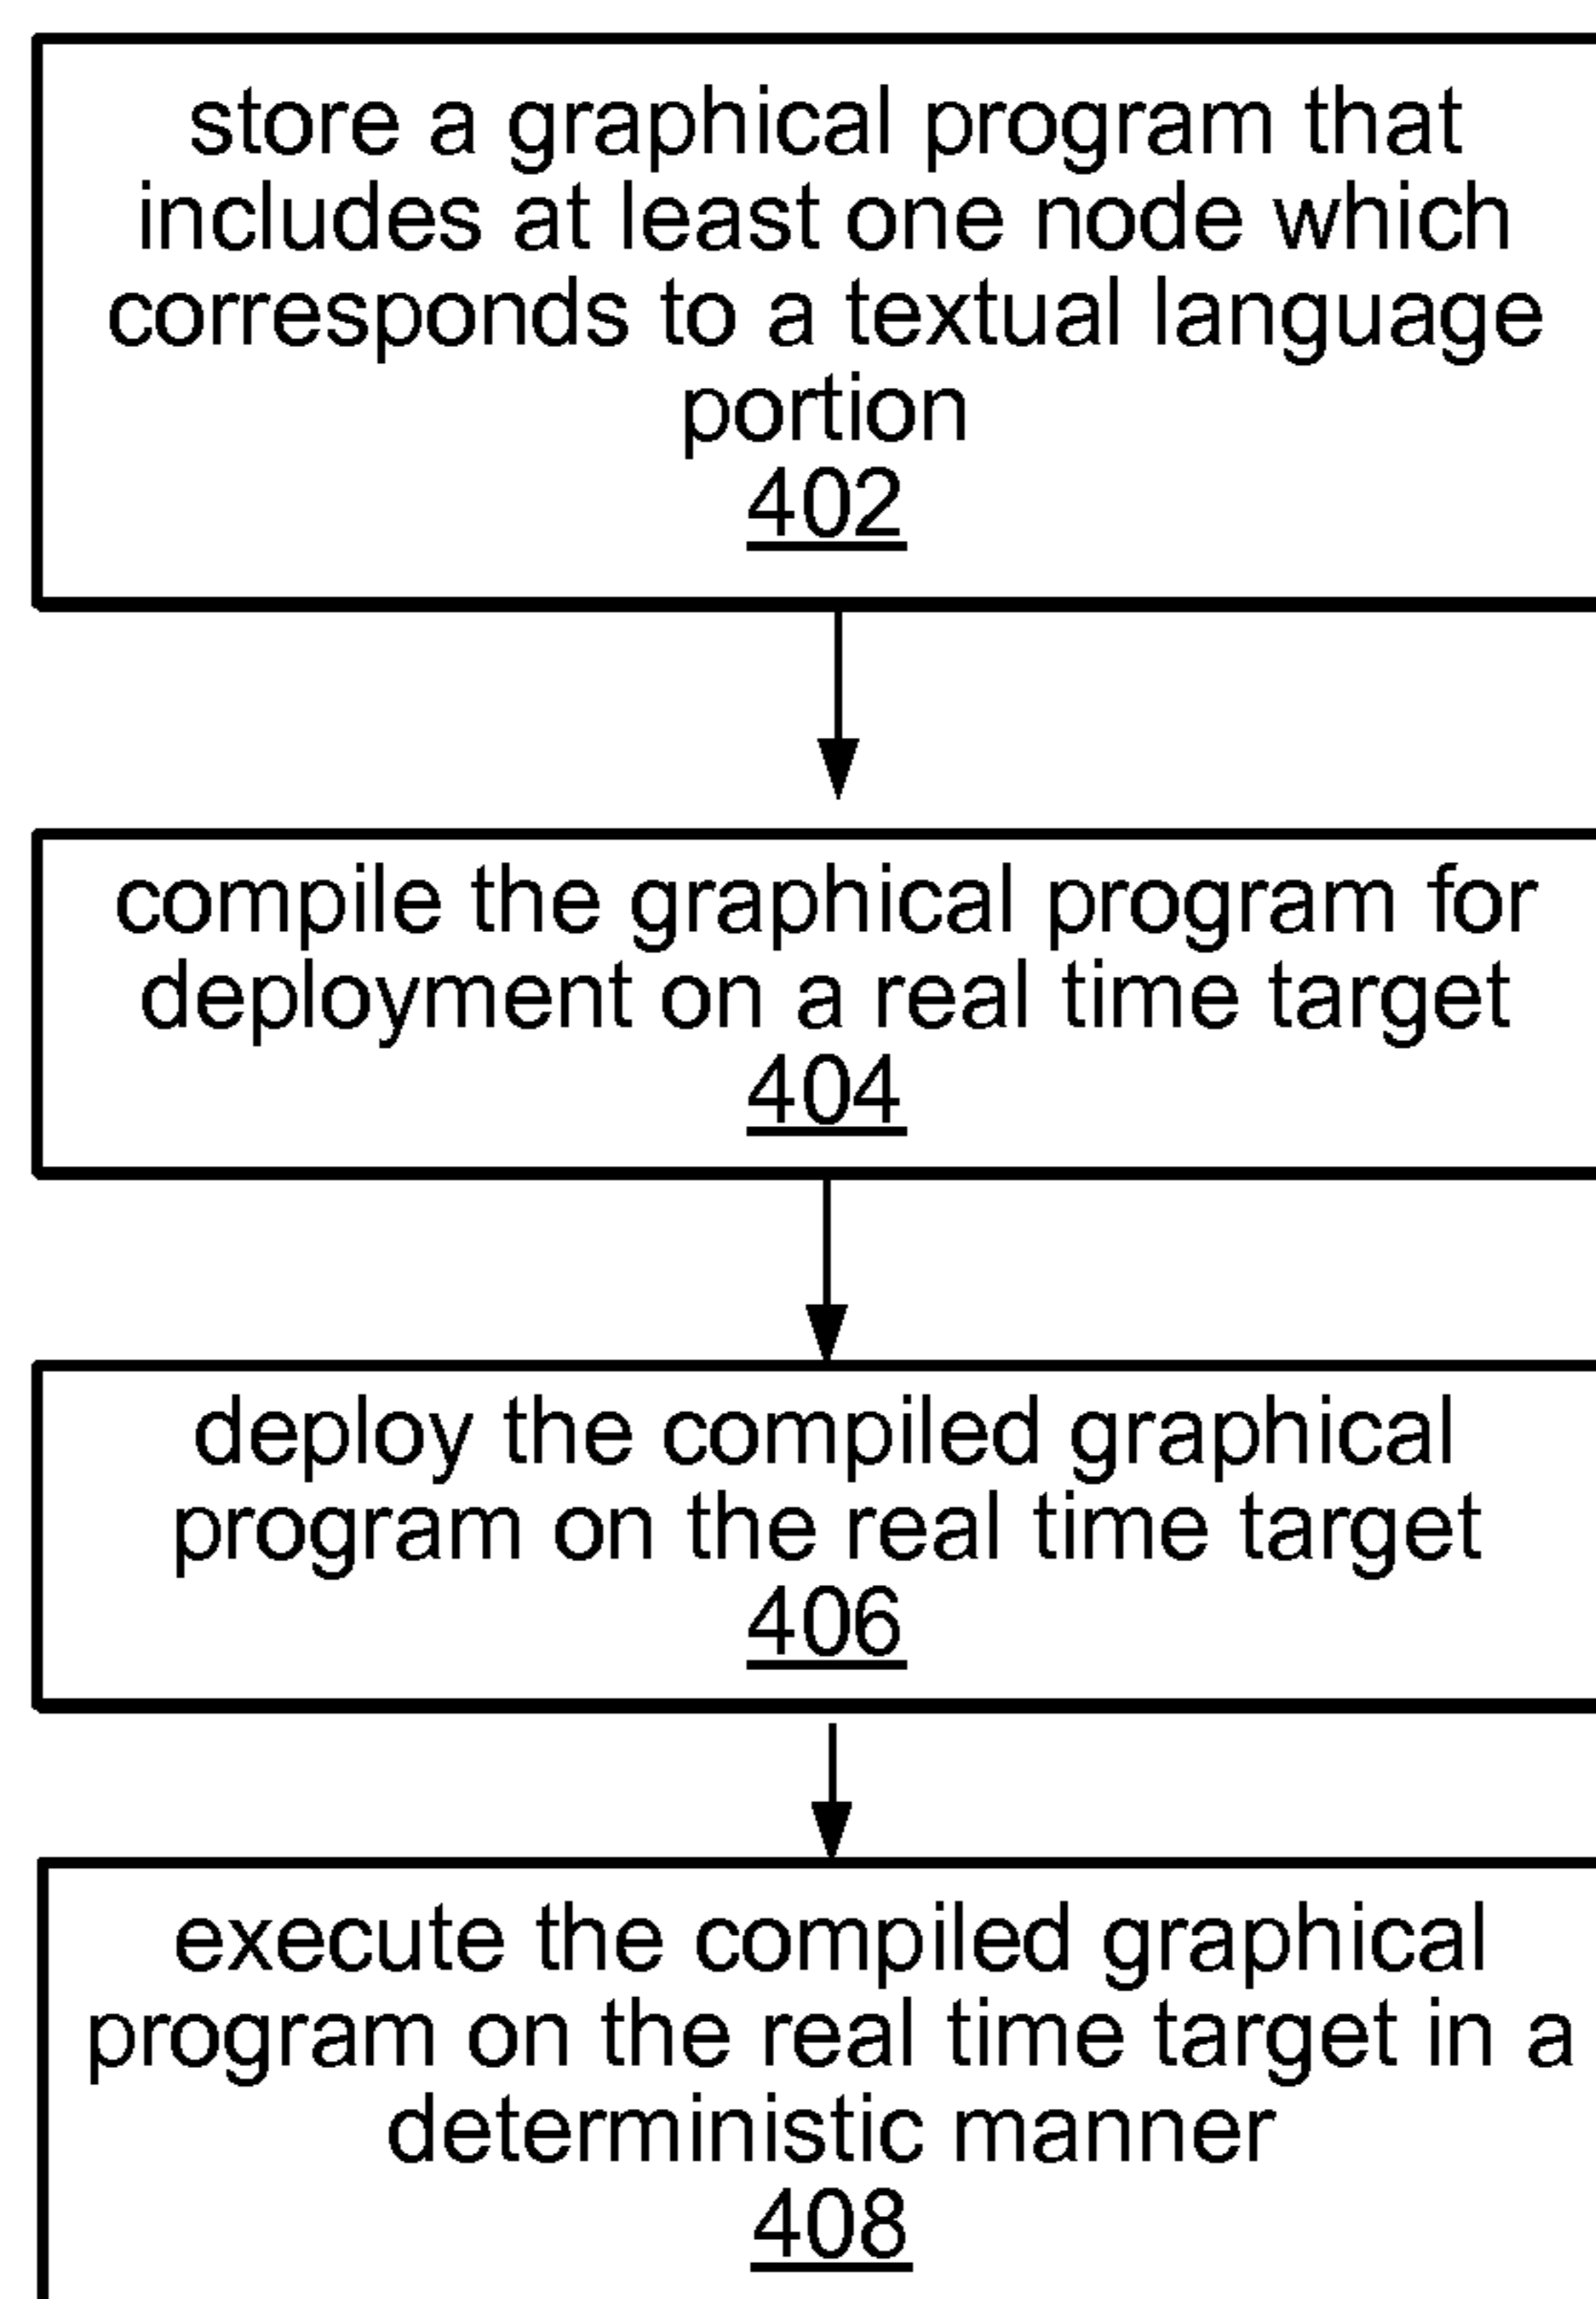 store a graphical program that
includes at least one node which
corresponds to a textual language
portion
402
compile the graphical program for
deployment on a real time target
404
deploy the compiled graphical
program on the real time target
406
execute the compiled graphical
program on the real time target in a
deterministic manner
408